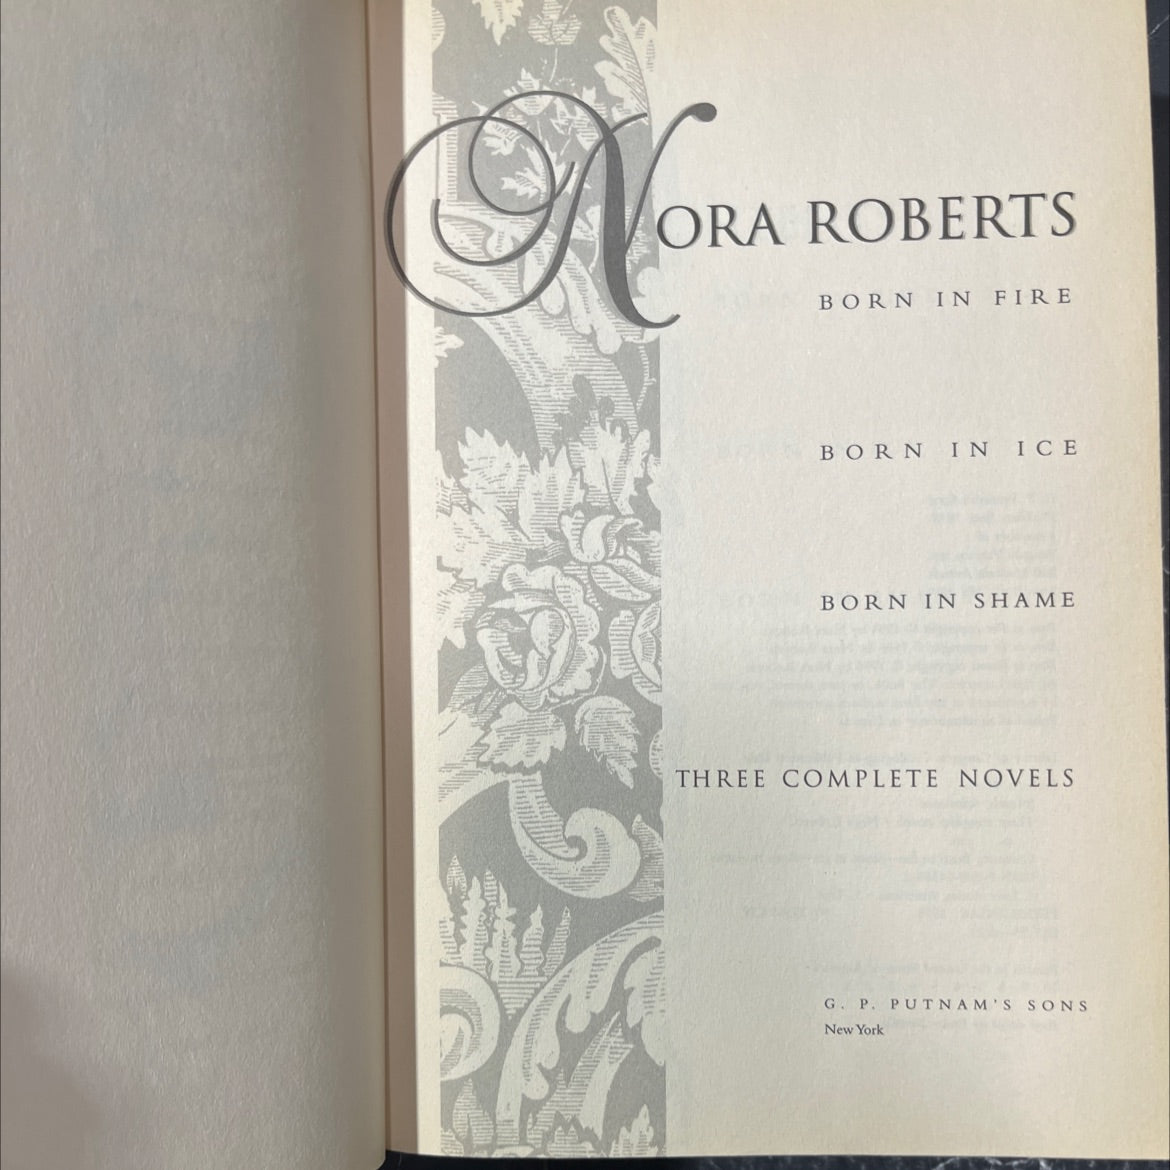 NORA ROBERTS
BORN IN FIRE
BORN IN ICE
BORN IN SHAME
THREE COMPLETE NOVELS
G. P. PUTNAM'S SONS
New York